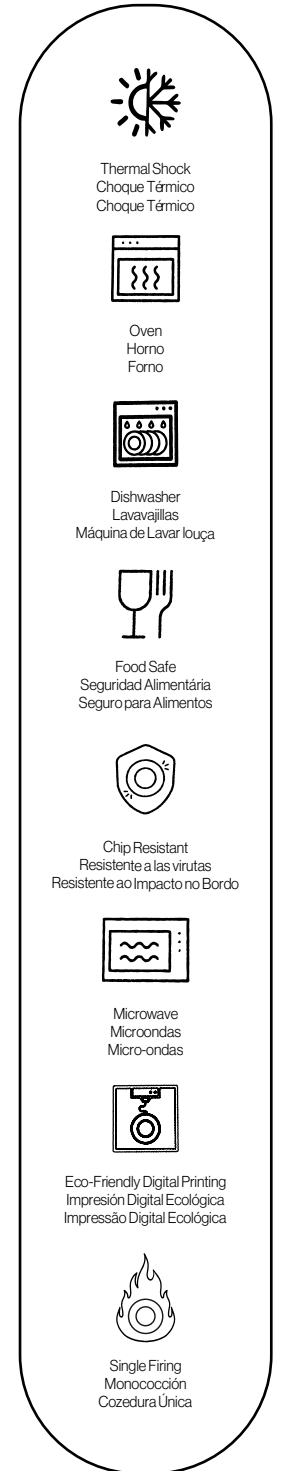 Thermal Shock
Choque Térmico
Choque Térmico
Oven
Horno
Forno
Dishwasher
Lavavajillas
Máquina de Lavar louça
Food Safe
Seguridad Alimentária
Seguro para Alimentos
Chip Resistant
Resistente a las virutas
Resistente ao Impacto no Bordo
Microwave
Microondas
Micro-ondas
Eco-Friendly Digital Printing
Impresión Digital Ecológica
Impressão Digital Ecológica
Single Firing
Monococción
Cozedura Única